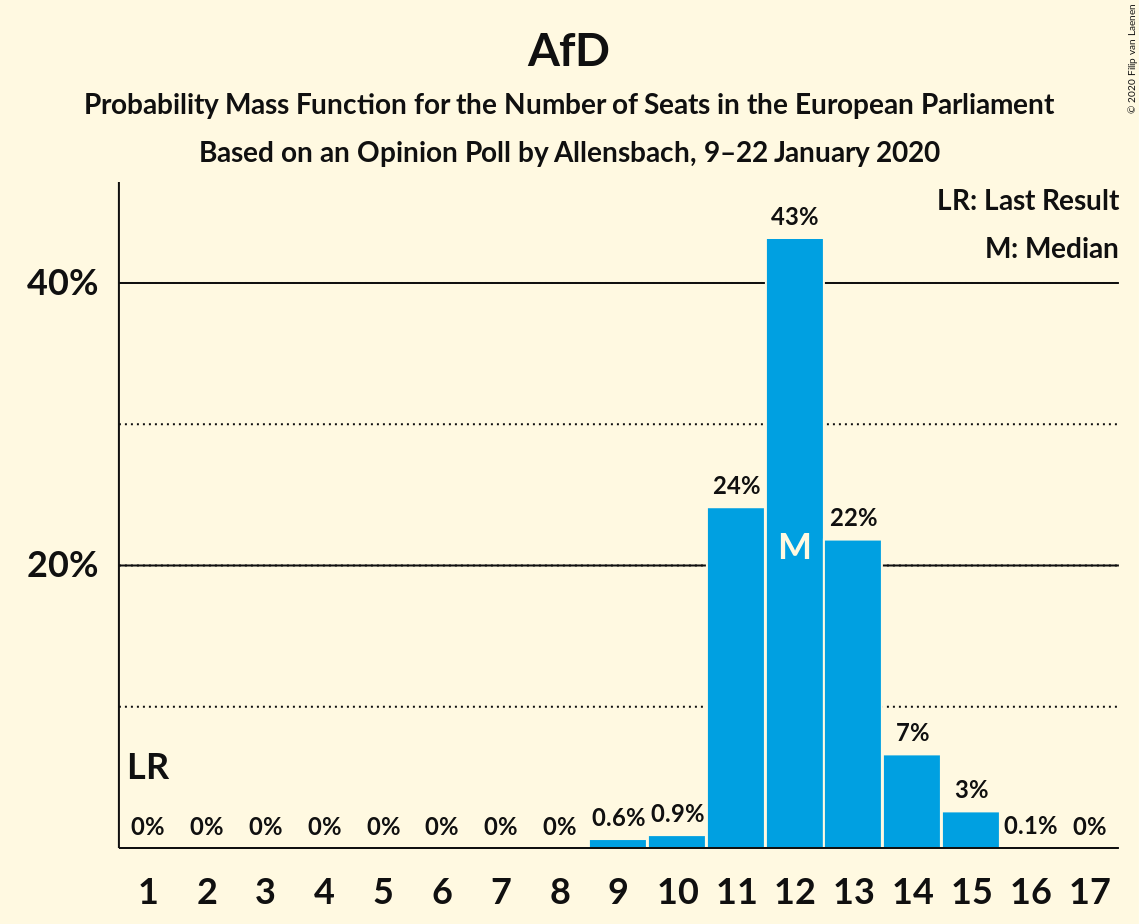 AfD
Probability Mass Function for the Number of Seats in the European Parliament
Based on an Opinion Poll by Allensbach, 9–22 January 2020
© 2020 Filip van Laenen
LR: Last Result
M: Median
40%
20%
43%
24%
22%
M
7%
3%
LR
0% 0% 0% 0% 0% 0% 0% 0% 0.6% 0.9% 0.1% 0%
1 2 3 4 5 6 7 8 9 10 11 12 13 14 15 16 17